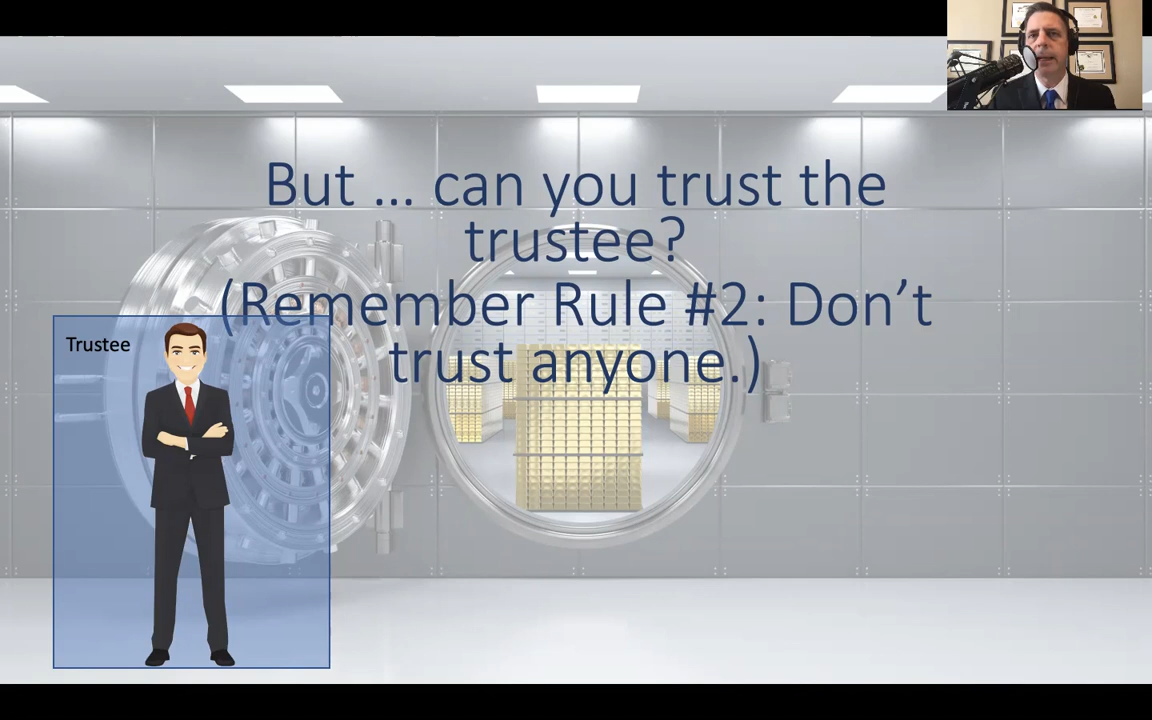 But ... can you trust the
trustee?
(Remember Rule #2: Don't
trust anyone.)
Trustee